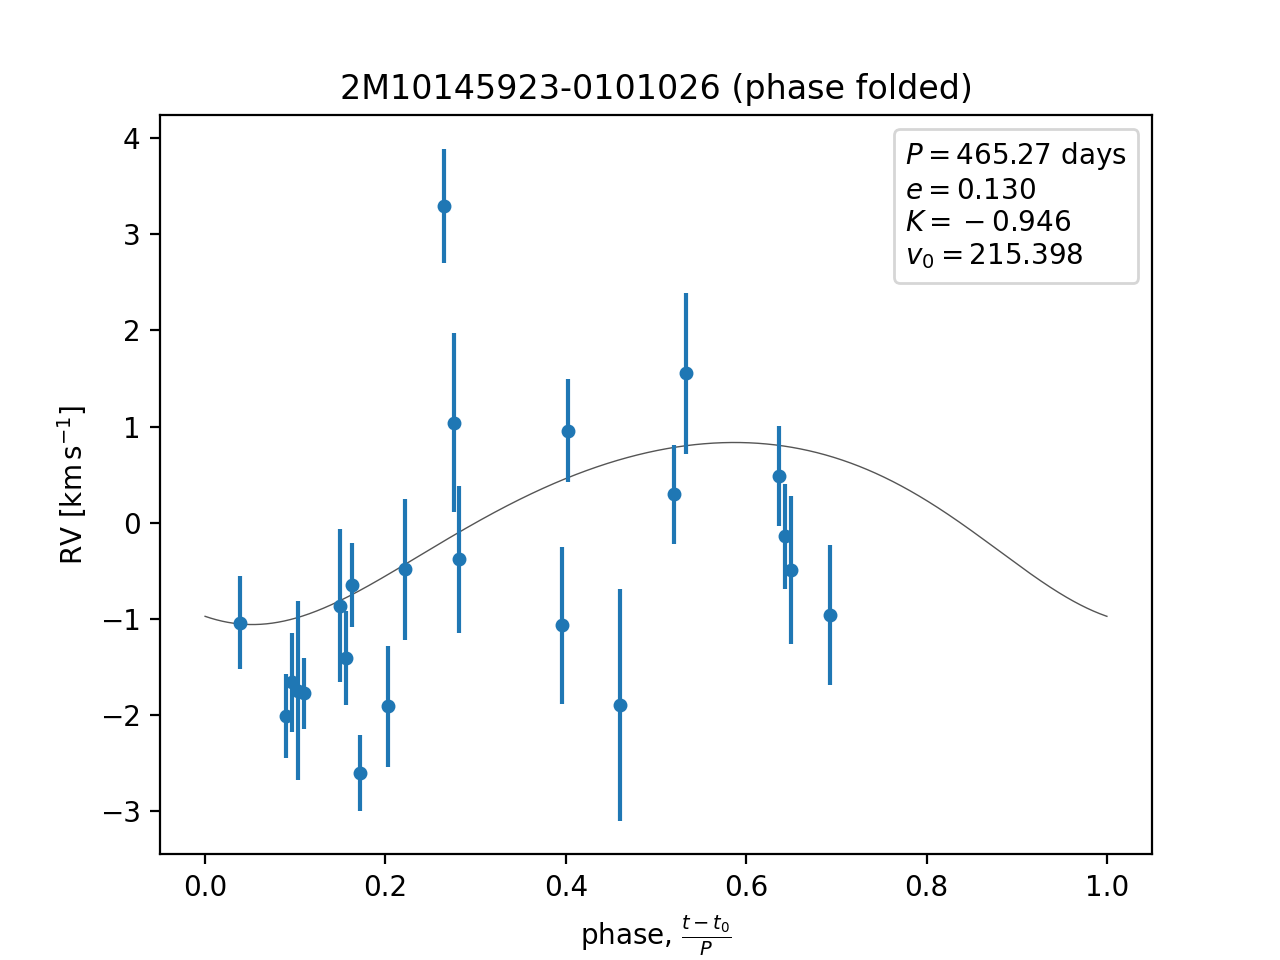 2M10145923-0101026 (phase folded)
P = 465.27 days
e = 0.130
K = −0.946
v₀ = 215.398
4
3
2
1
0
−1
−2
−3
RV [km s⁻¹]
0.0 0.2 0.4 0.6 0.8 1.0
phase, (t − t₀)/P